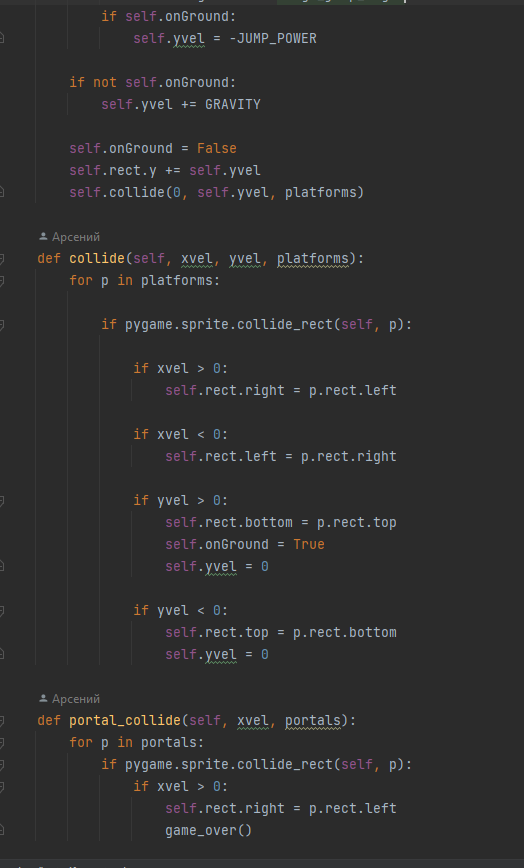 if self.onGround:
self.yvel = -JUMP_POWER
if not self.onGround:
self.yvel += GRAVITY
self.onGround = False
self.rect.y += self.yvel
self.collide(0, self.yvel, platforms)
Арсений
def collide(self, xvel, yvel, platforms):
for p in platforms:
if pygame.sprite.collide_rect(self, p):
if xvel > 0:
self.rect.right = p.rect.left
if xvel < 0:
self.rect.left = p.rect.right
if yvel > 0:
self.rect.bottom = p.rect.top
self.onGround = True
self.yvel = 0
if yvel < 0:
self.rect.top = p.rect.bottom
self.yvel = 0
Арсений
def portal_collide(self, xvel, portals):
for p in portals:
if pygame.sprite.collide_rect(self, p):
if xvel > 0:
self.rect.right = p.rect.left
game_over()